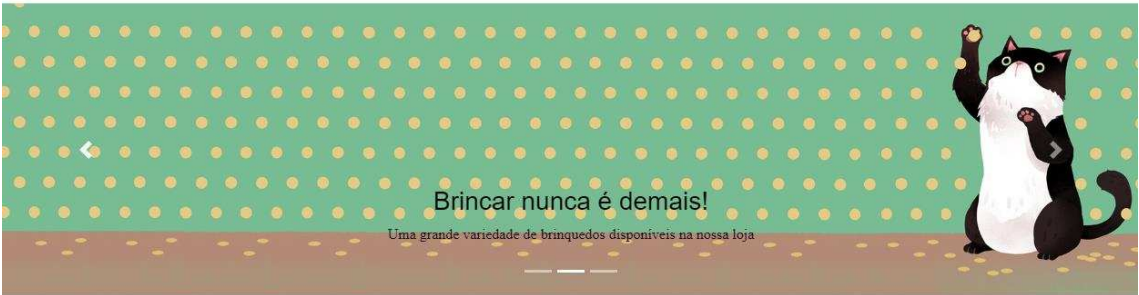 Brincar nunca é demais!
Uma grande variedade de brinquedos disponíveis na nossa loja